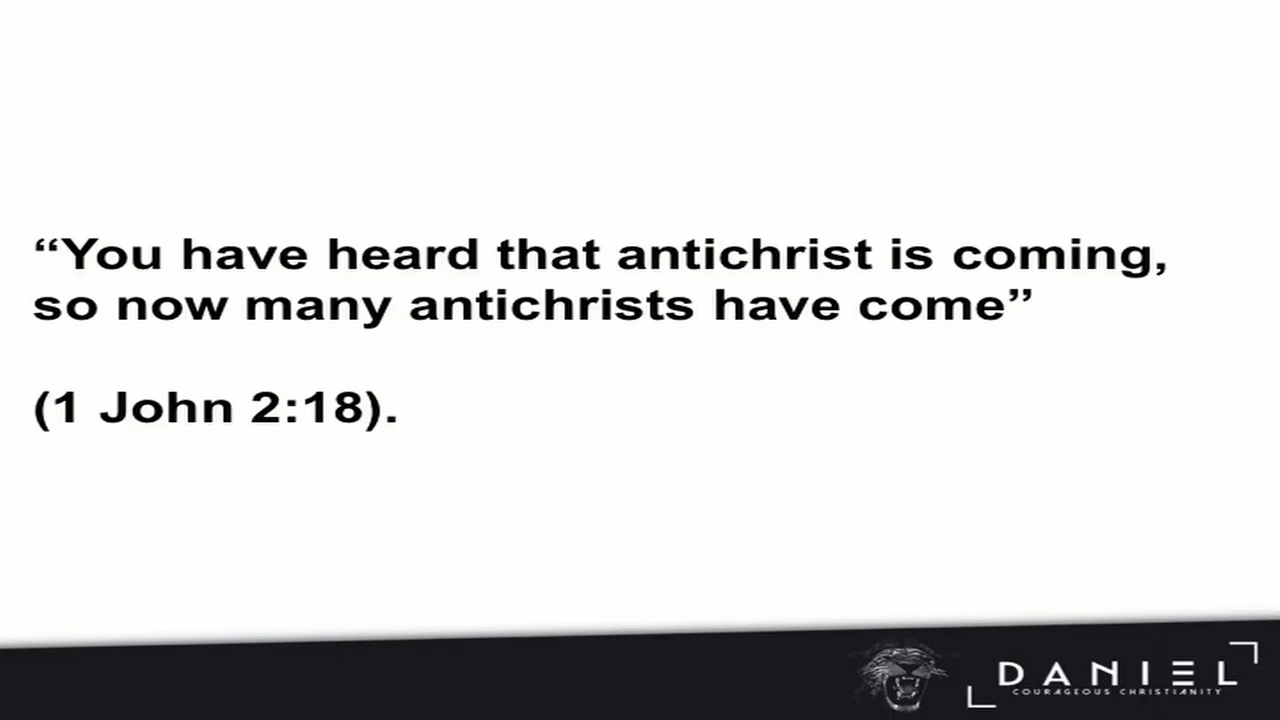 “You have heard that antichrist is coming,
so now many antichrists have come”
(1 John 2:18).
DANIEL
COURAGEOUS CHRISTIANITY